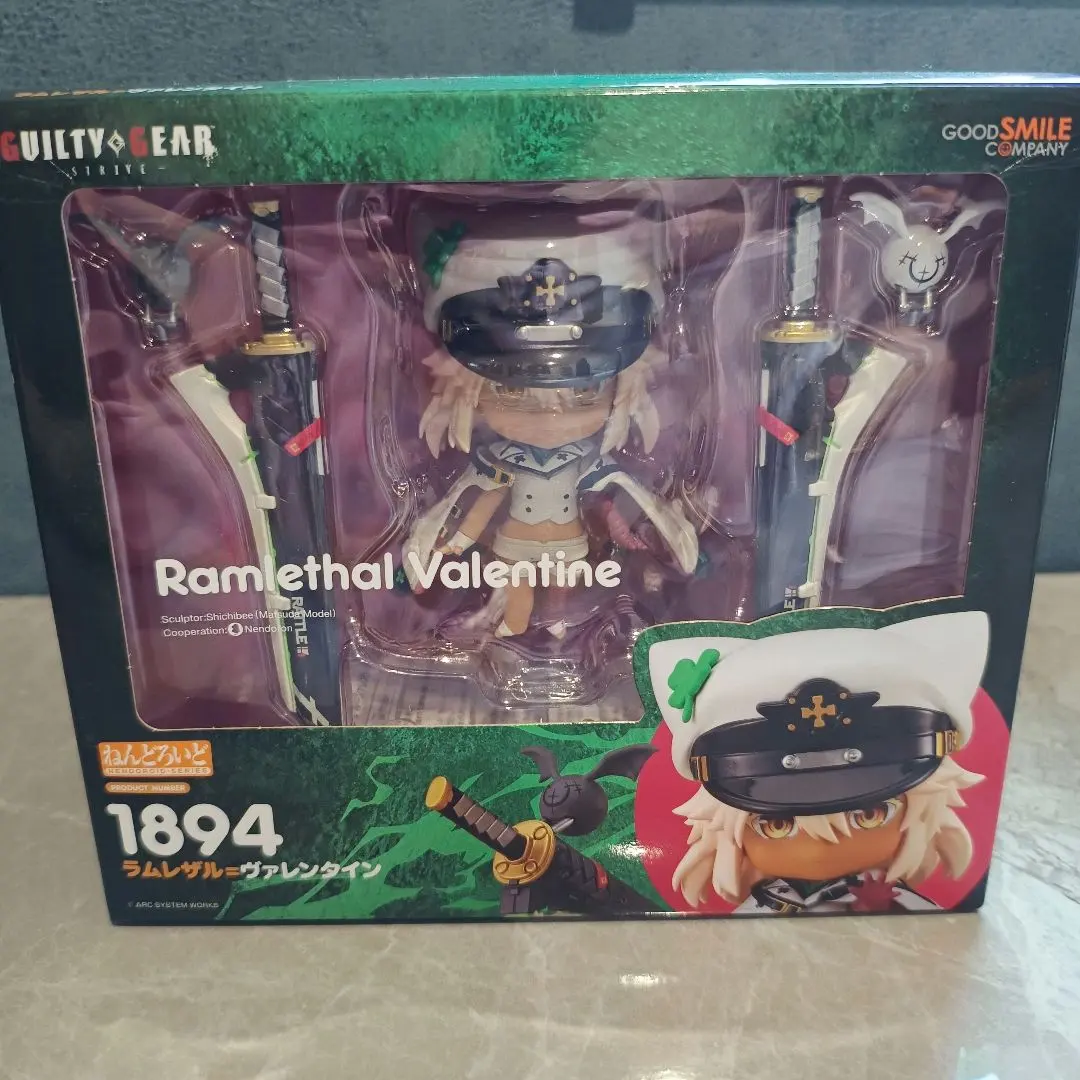 GUILTY GEAR
STRIVE
GOOD SMILE
COMPANY
Ramlethal Valentine
Sculptor:Shichibee(Matsuda Model)
Cooperation: Nendoron
RATTLE
ねんどろいど
NENDOROID·SERIES
PRODUCT NUMBER
1894
ラムレザル=ヴァレンタイン
© ARC SYSTEM WORKS